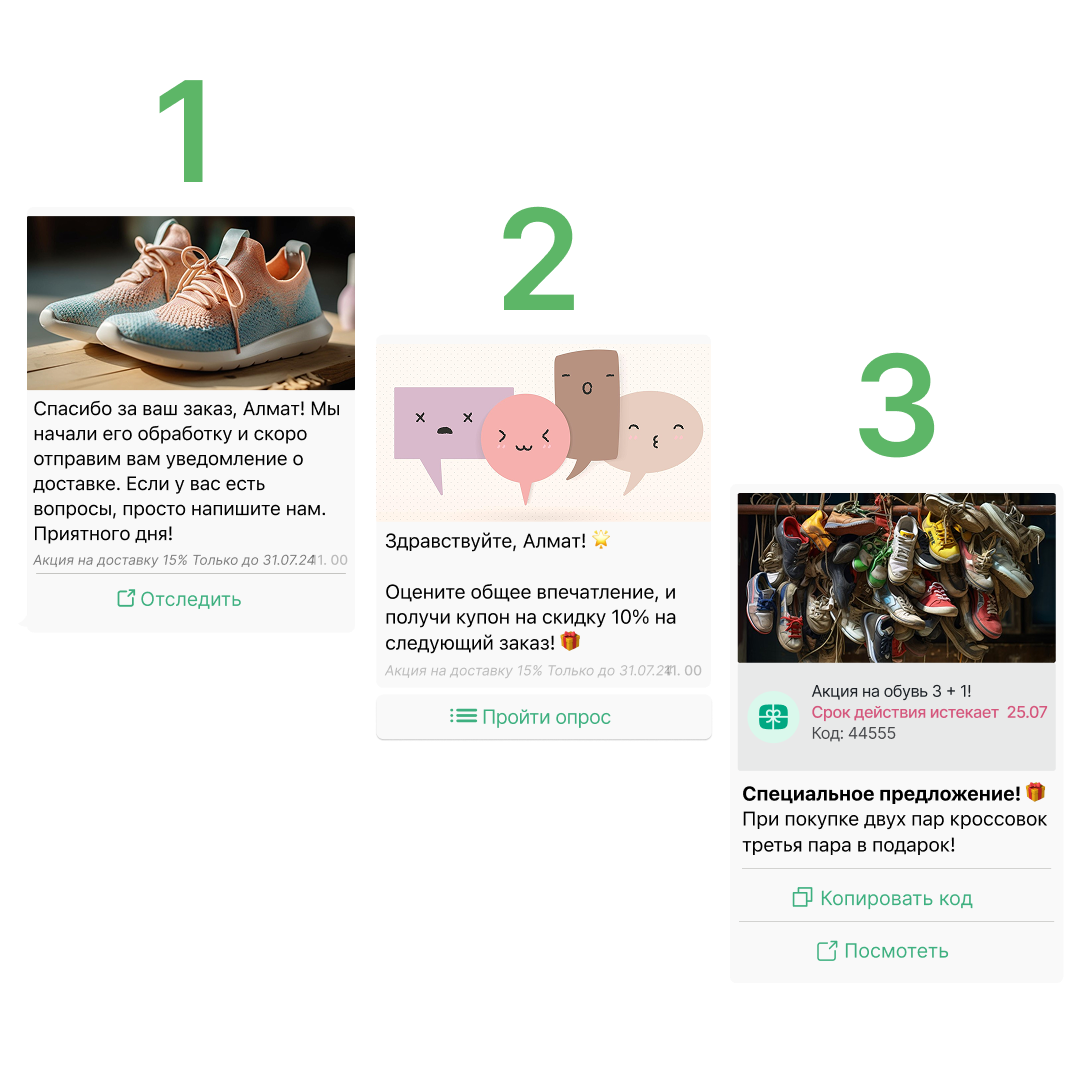 1
Спасибо за ваш заказ, Алмат! Мы
начали его обработку и скоро
отправим вам уведомление о
доставке. Если у вас есть
вопросы, просто напишите нам.
Приятного дня!
Акция на доставку 15% Только до 31.07.24 11. 00
Отследить
2
Здравствуйте, Алмат! 🌟
Оцените общее впечатление, и
получи купон на скидку 10% на
следующий заказ! 🎁
Акция на доставку 15% Только до 31.07.24 11. 00
Пройти опрос
3
Акция на обувь 3 + 1!
Срок действия истекает 25.07
Код: 44555
Специальное предложение! 🎁
При покупке двух пар кроссовок
третья пара в подарок!
Копировать код
Посмотеть